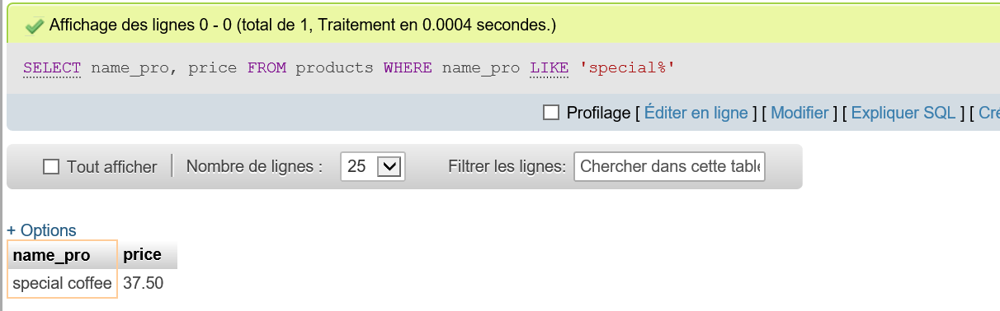 Affichage des lignes 0 - 0 (total de 1, Traitement en 0.0004 secondes.)
SELECT name_pro, price FROM products WHERE name_pro LIKE 'special%'
Profilage [ Éditer en ligne ] [ Modifier ] [ Expliquer SQL ] [ Cré
Tout afficher Nombre de lignes : 25 Filtrer les lignes: Chercher dans cette table
+ Options
name_pro price
special coffee 37.50